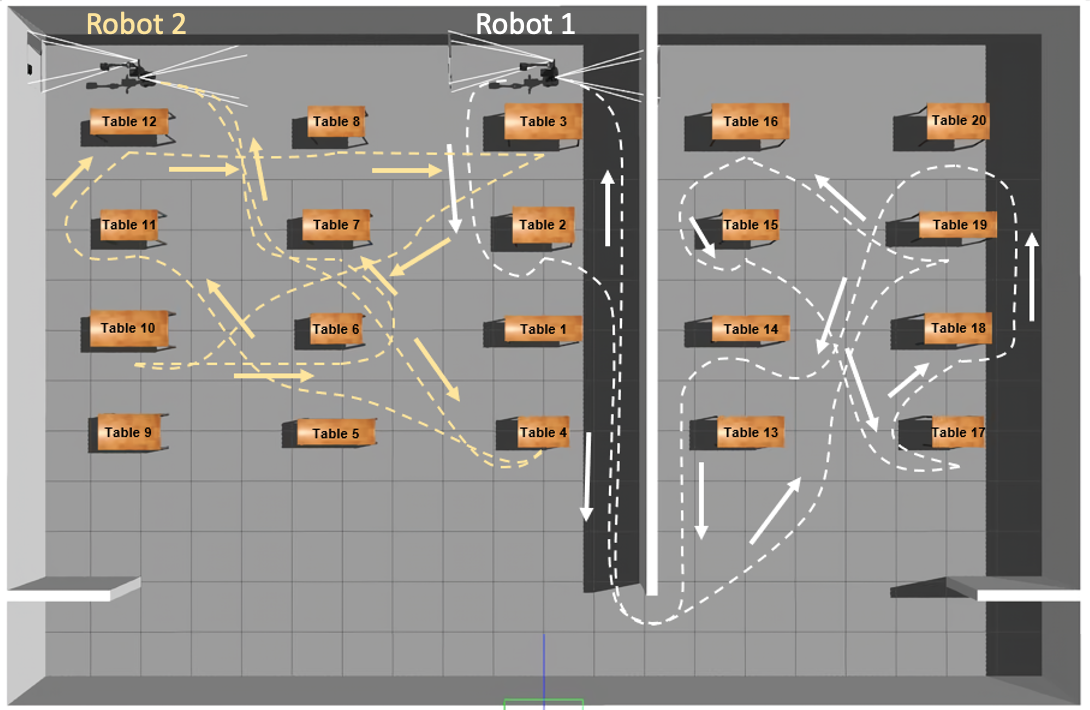 Robot 2
Robot 1
Table 12
Table 8
Table 3
Table 16
Table 20
Table 11
Table 7
Table 2
Table 15
Table 19
Table 10
Table 6
Table 1
Table 14
Table 18
Table 9
Table 5
Table 4
Table 13
Table 17